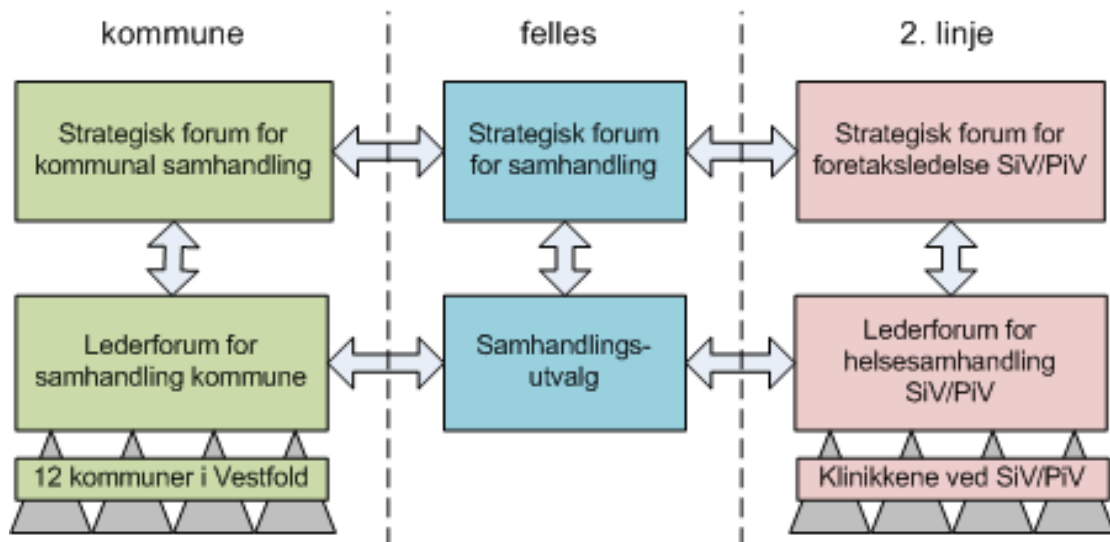 kommune
felles
2. linje
Strategisk forum for
kommunal samhandling
Strategisk forum
for samhandling
Strategisk forum for
foretaksledelse SiV/PiV
Lederforum for
samhandling kommune
Samhandlings-
utvalg
Lederforum for
helsesamhandling
SiV/PiV
12 kommuner i Vestfold
Klinikkene ved SiV/PiV